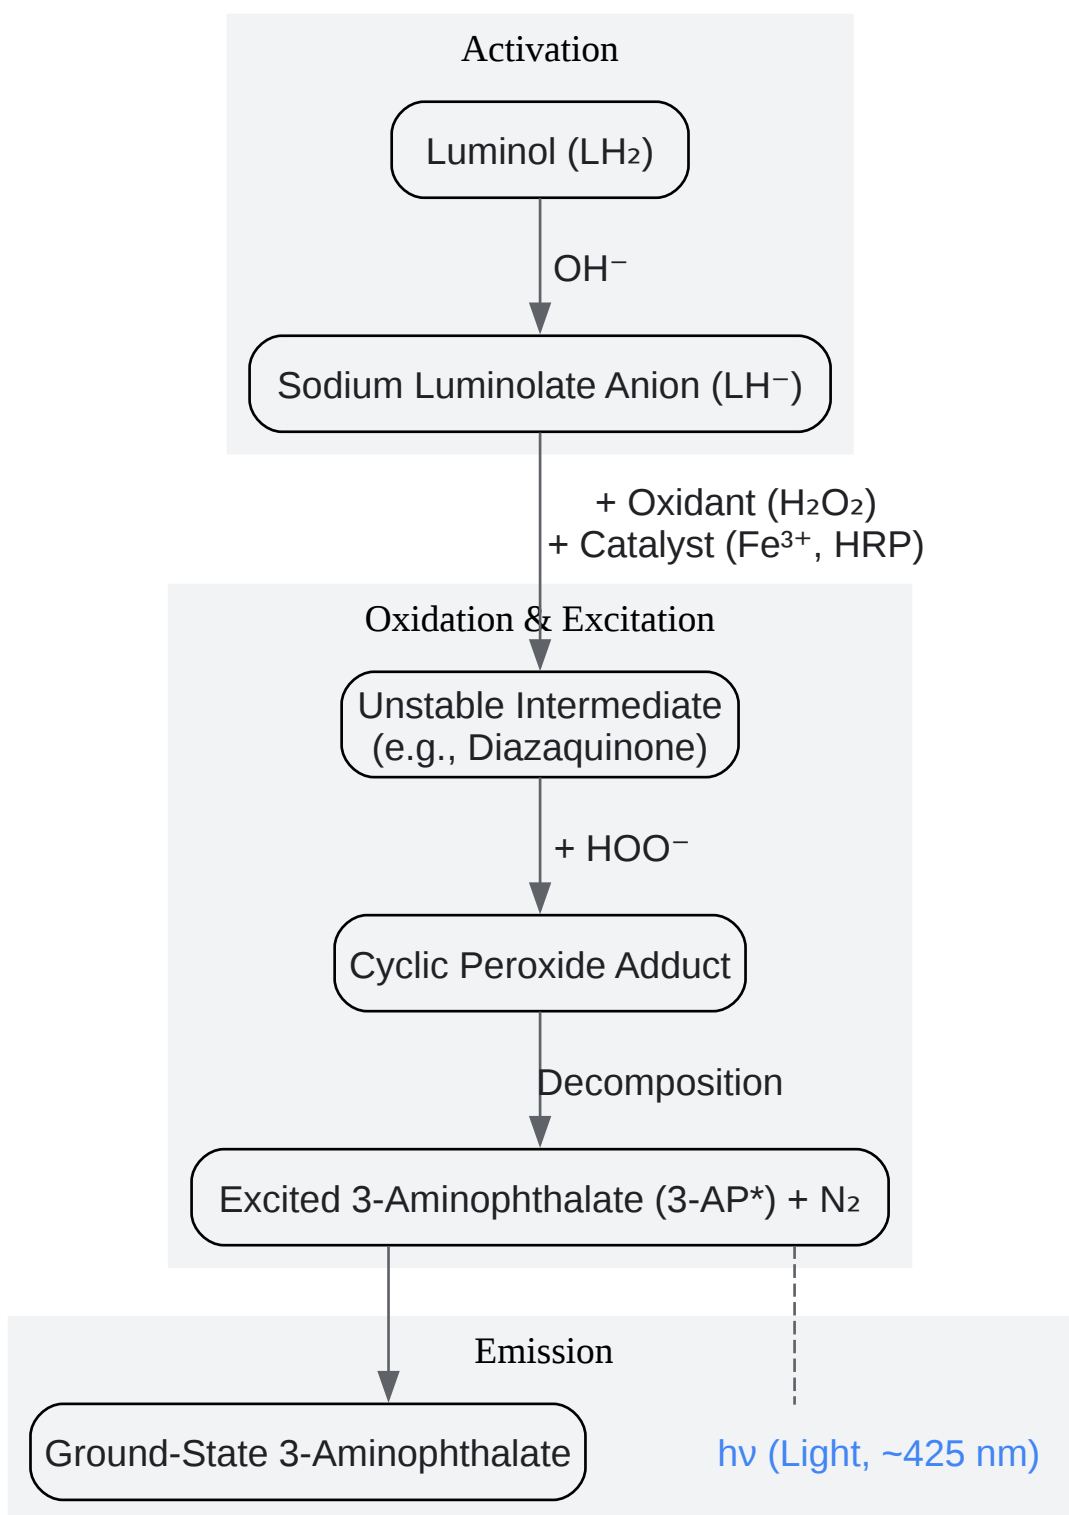 Activation
Luminol (LH₂)
OH⁻
Sodium Luminolate Anion (LH⁻)
+ Oxidant (H₂O₂)
+ Catalyst (Fe³⁺, HRP)
Oxidation & Excitation
Unstable Intermediate
(e.g., Diazaquinone)
+ HOO⁻
Cyclic Peroxide Adduct
Decomposition
Excited 3-Aminophthalate (3-AP*) + N₂
Emission
Ground-State 3-Aminophthalate
hν (Light, ~425 nm)